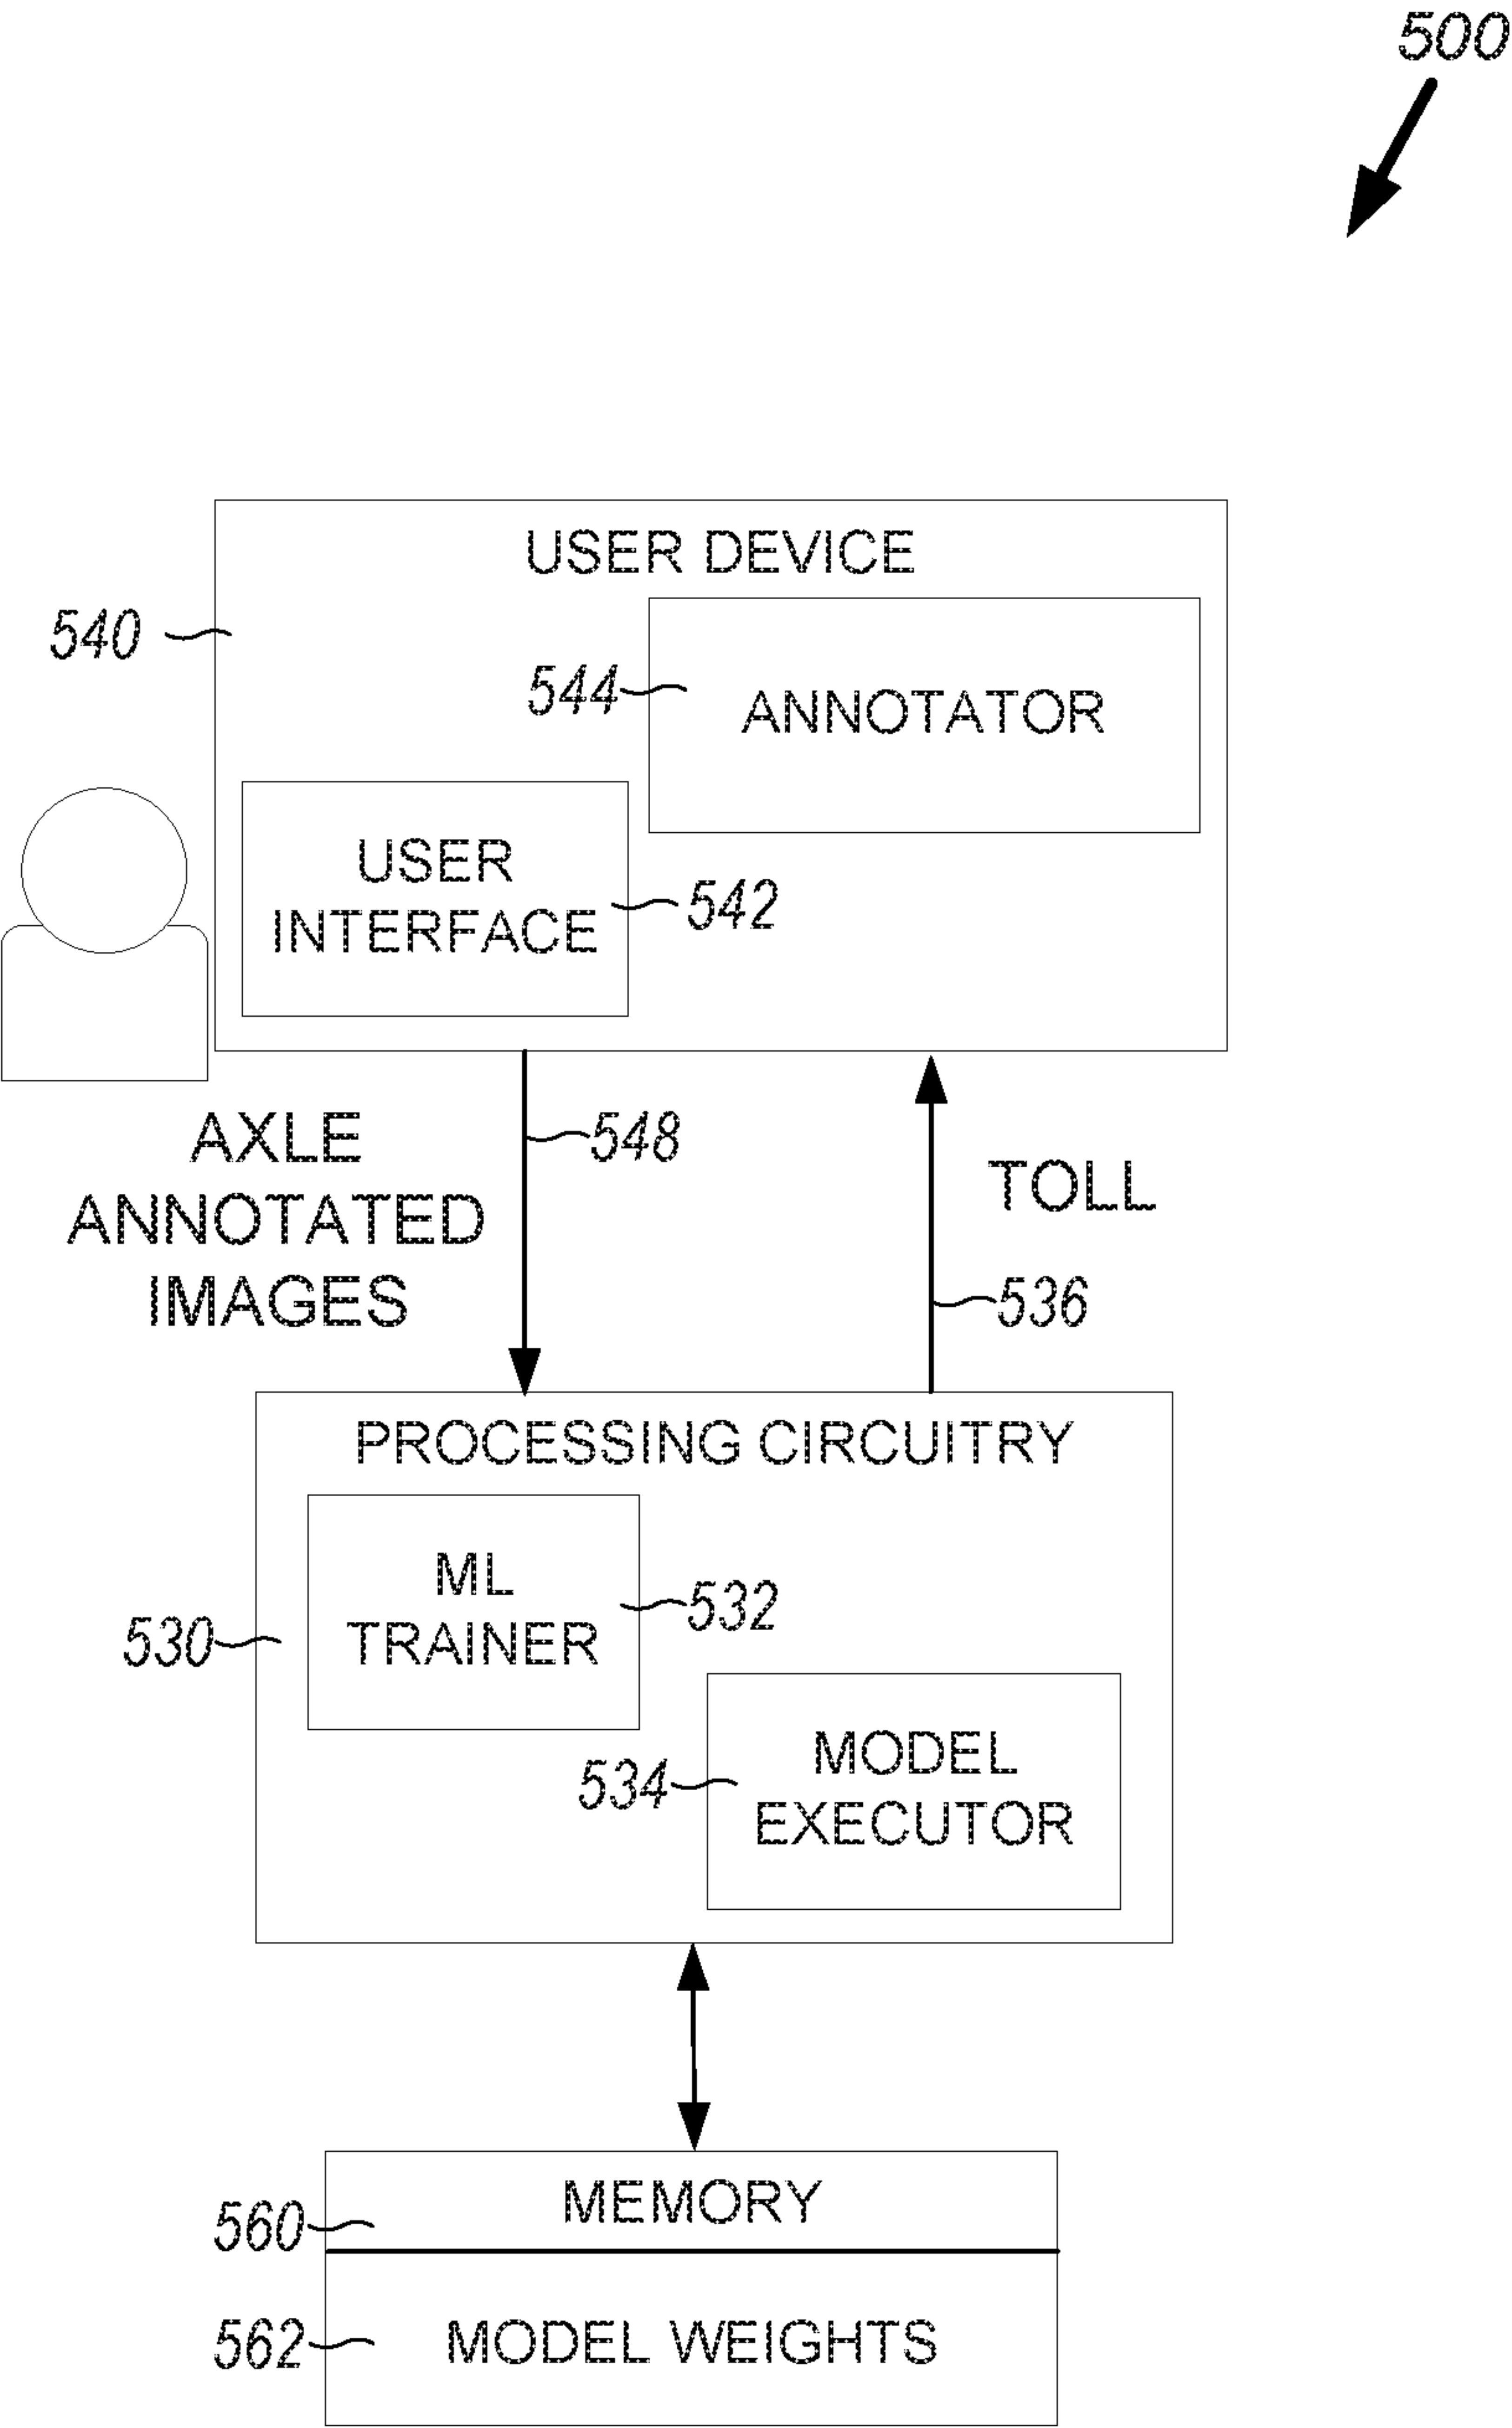 500
USER DEVICE
540
544
ANNOTATOR
USER
INTERFACE
542
AXLE
ANNOTATED
IMAGES
548
TOLL
536
PROCESSING CIRCUITRY
ML
TRAINER
532
530
534
MODEL
EXECUTOR
560
MEMORY
562
MODEL WEIGHTS